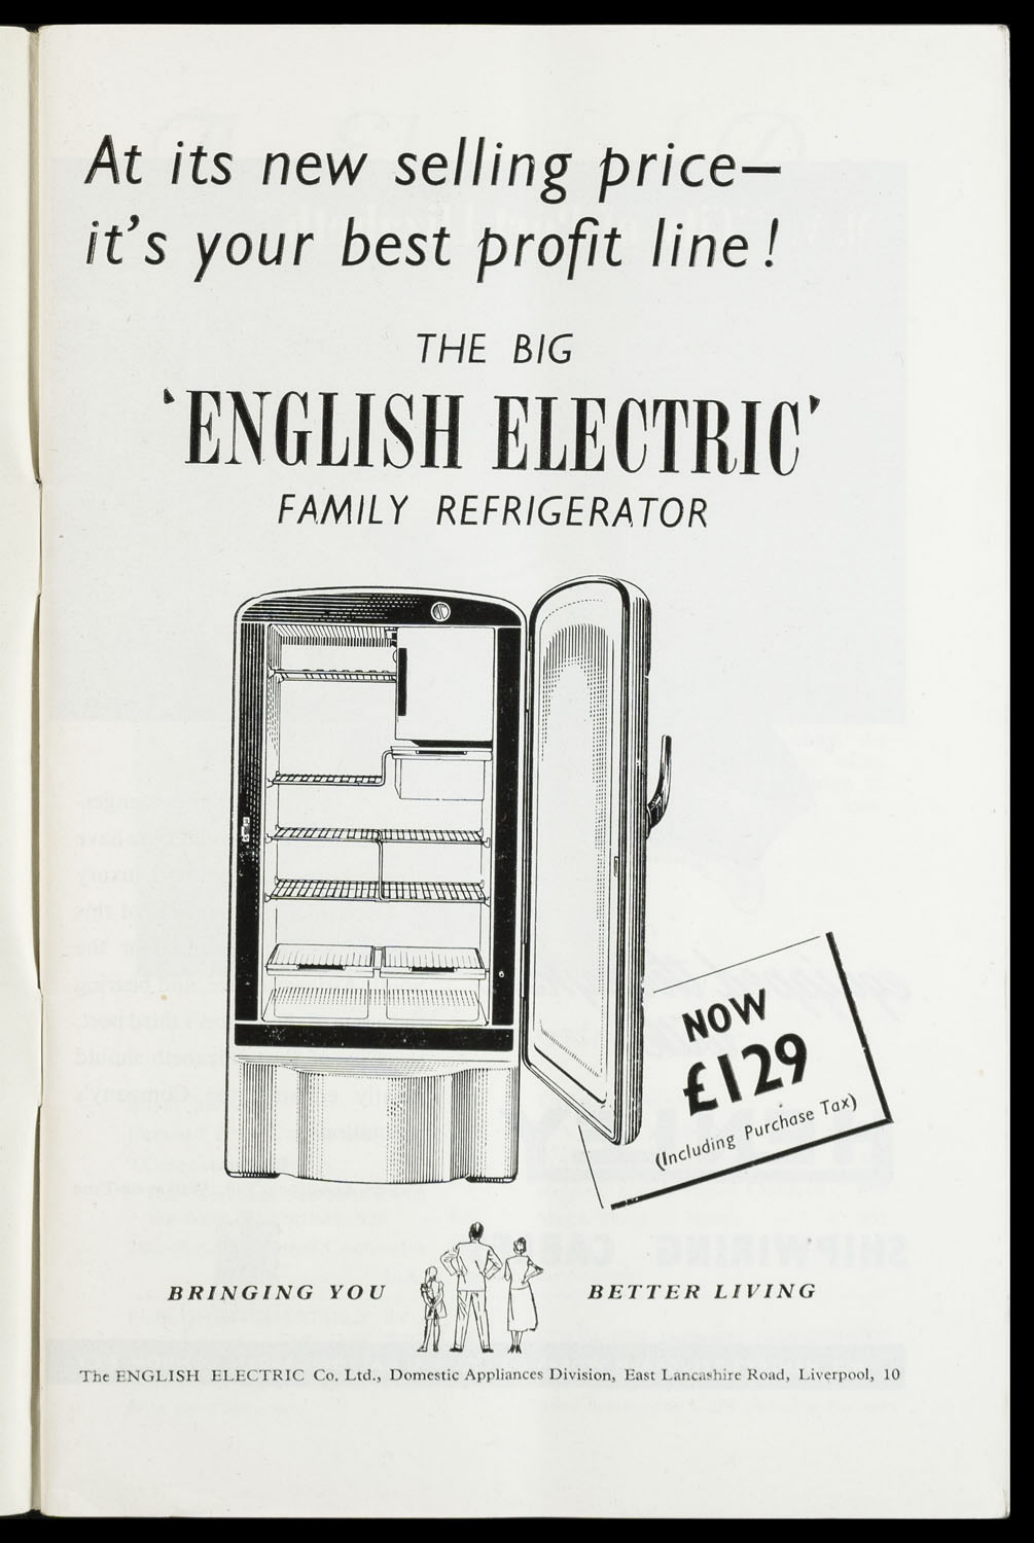 At its new selling price—
it's your best profit line!
THE BIG
'ENGLISH ELECTRIC'
FAMILY REFRIGERATOR
NOW
£129
(Including Purchase Tax)
BRINGING YOU BETTER LIVING
The ENGLISH ELECTRIC Co. Ltd., Domestic Appliances Division, East Lancashire Road, Liverpool, 10